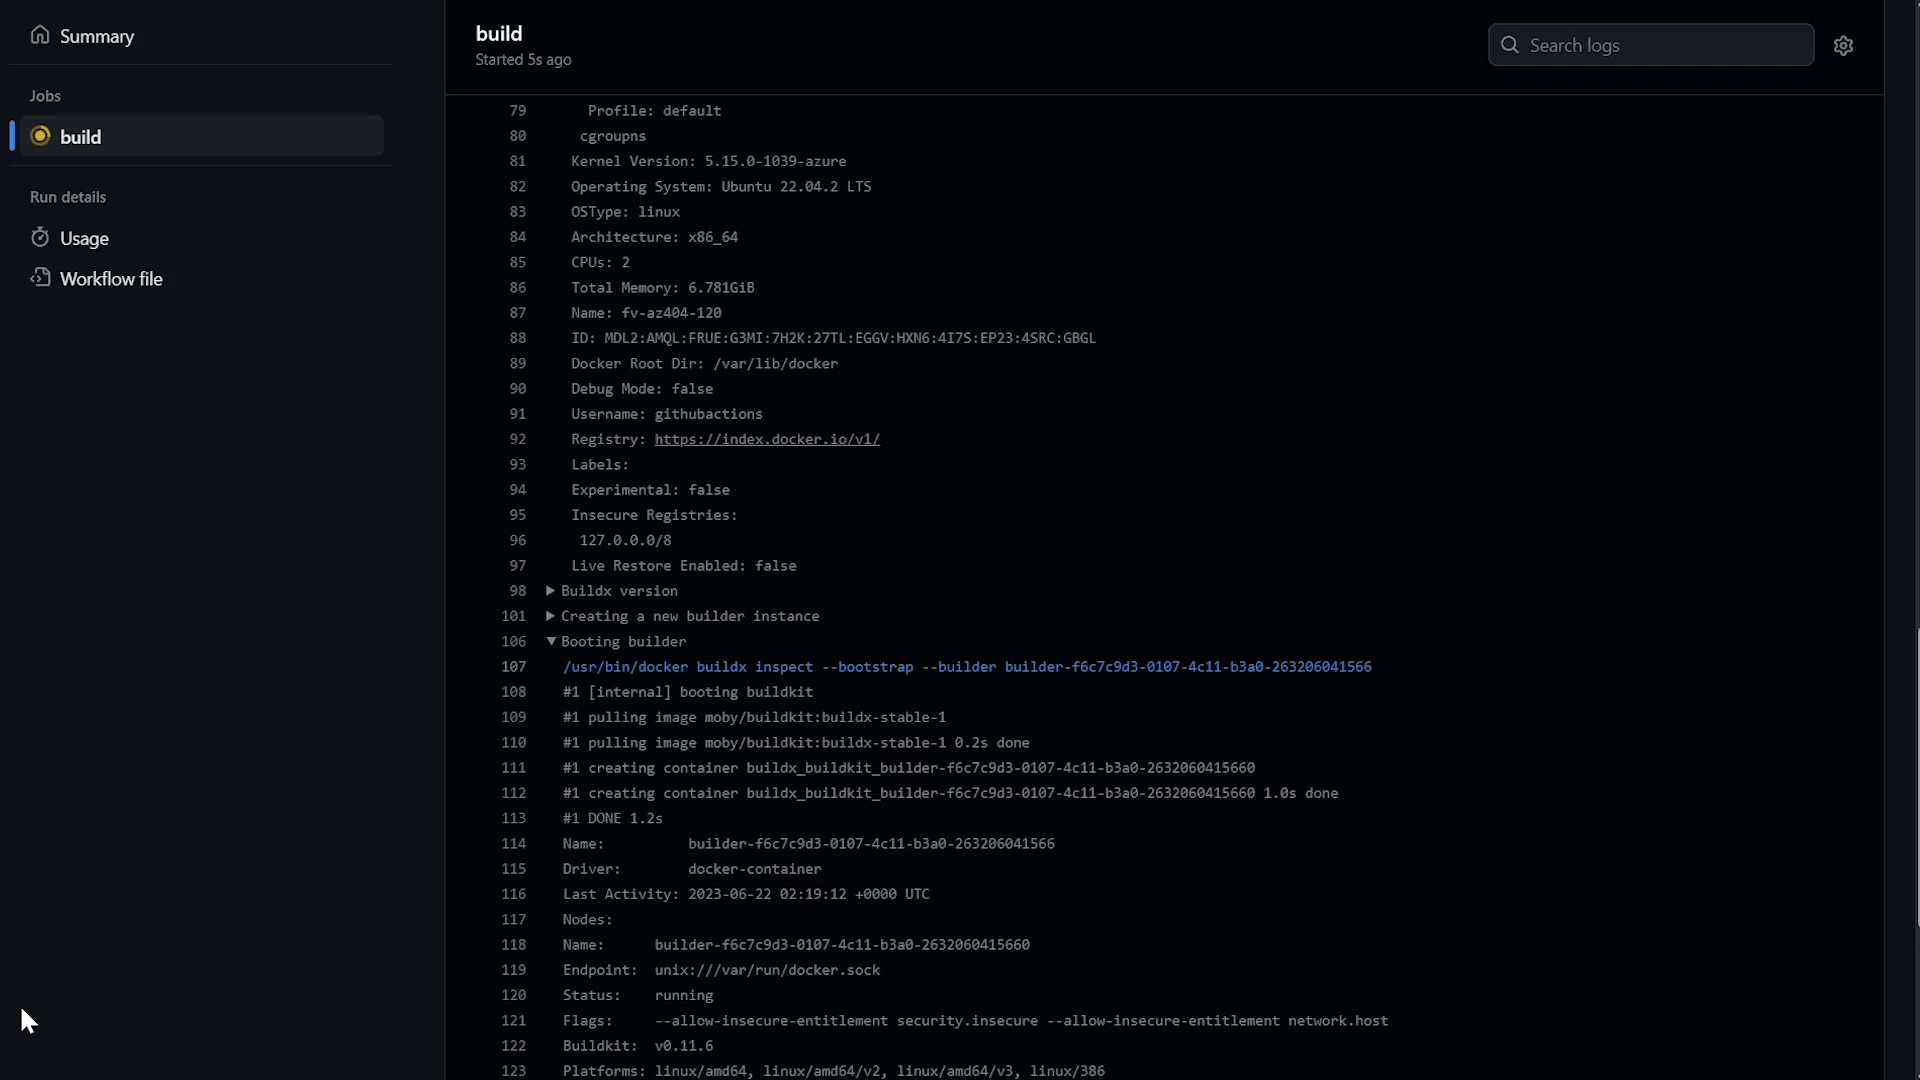 Summary
Jobs
build
Run details
Usage
Workflow file
build
Started 5s ago
Search logs
79 Profile: default
80 cgroupns
81 Kernel Version: 5.15.0-1039-azure
82 Operating System: Ubuntu 22.04.2 LTS
83 OSType: linux
84 Architecture: x86_64
85 CPUs: 2
86 Total Memory: 6.781GiB
87 Name: fv-az404-120
88 ID: MDL2:AMQL:FRUE:G3MI:7H2K:27TL:EGGV:HXN6:4I7S:EP23:4SRC:GBGL
89 Docker Root Dir: /var/lib/docker
90 Debug Mode: false
91 Username: githubactions
92 Registry: https://index.docker.io/v1/
93 Labels:
94 Experimental: false
95 Insecure Registries:
96 127.0.0.0/8
97 Live Restore Enabled: false
98 Buildx version
101 Creating a new builder instance
106 Booting builder
107 /usr/bin/docker buildx inspect --bootstrap --builder builder-f6c7c9d3-0107-4c11-b3a0-263206041566
108 #1 [internal] booting buildkit
109 #1 pulling image moby/buildkit:buildx-stable-1
110 #1 pulling image moby/buildkit:buildx-stable-1 0.2s done
111 #1 creating container buildx_buildkit_builder-f6c7c9d3-0107-4c11-b3a0-2632060415660
112 #1 creating container buildx_buildkit_builder-f6c7c9d3-0107-4c11-b3a0-2632060415660 1.0s done
113 #1 DONE 1.2s
114 Name: builder-f6c7c9d3-0107-4c11-b3a0-263206041566
115 Driver: docker-container
116 Last Activity: 2023-06-22 02:19:12 +0000 UTC
117 Nodes:
118 Name: builder-f6c7c9d3-0107-4c11-b3a0-2632060415660
119 Endpoint: unix:///var/run/docker.sock
120 Status: running
121 Flags: --allow-insecure-entitlement security.insecure --allow-insecure-entitlement network.host
122 Buildkit: v0.11.6
123 Platforms: linux/amd64, linux/amd64/v2, linux/amd64/v3, linux/386